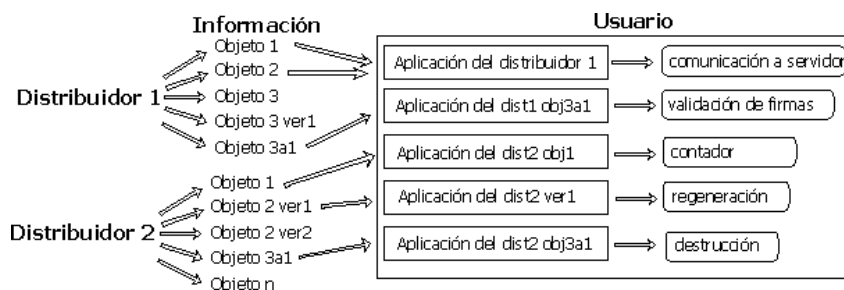 Información
Usuario
Objeto 1
Objeto 2
Distribuidor 1
Objeto 3
Objeto 3 ver1
Objeto 3a1
Objeto 1
Objeto 2 ver1
Distribuidor 2
Objeto 2 ver2
Objeto 3a1
Objeto n
Aplicación del distribuidor 1
comunicación a servidor
Aplicación del dist1 obj3a1
validación de firmas
Aplicación del dist2 obj1
contador
Aplicación del dist2 ver1
regeneración
Aplicación del dist2 obj3a1
destrucción